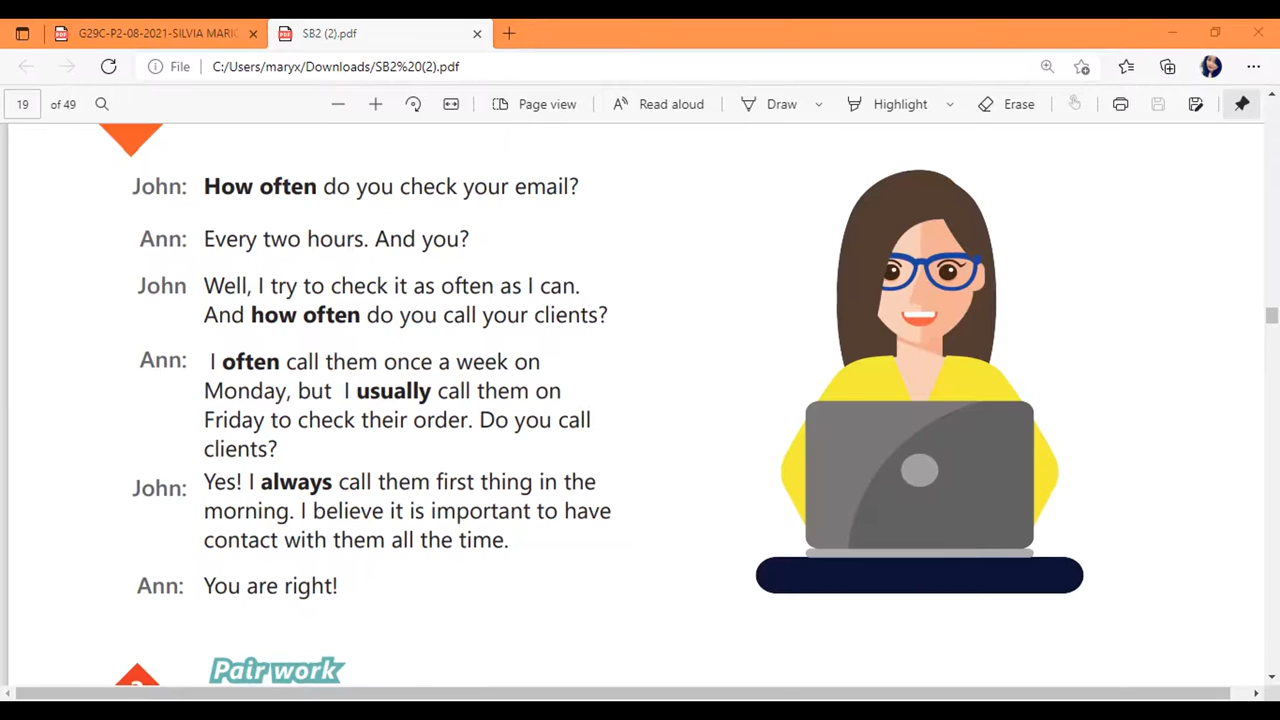 G29C-P2-08-2021-SILVIA MARIC
SB2 (2).pdf
File C:/Users/maryx/Downloads/SB2%20(2).pdf
19 of 49 Page view Read aloud Draw Highlight Erase
John: How often do you check your email?
Ann: Every two hours. And you?
John Well, I try to check it as often as I can.
And how often do you call your clients?
Ann: I often call them once a week on
Monday, but I usually call them on
Friday to check their order. Do you call
clients?
John: Yes! I always call them first thing in the
morning. I believe it is important to have
contact with them all the time.
Ann: You are right!
Pair work